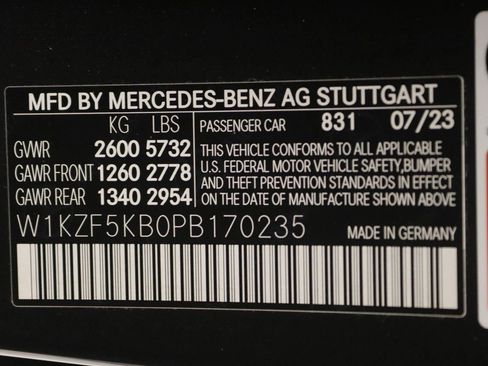 MFD BY MERCEDES-BENZ AG STUTTGART
KG LBS PASSENGER CAR 831 07/23
GVWR 2600 5732
GAWR FRONT 1260 2778
GAWR REAR 1340 2954
THIS VEHICLE CONFORMS TO ALL APPLICABLE
U.S. FEDERAL MOTOR VEHICLE SAFETY, BUMPER
AND THEFT PREVENTION STANDARDS IN EFFECT
ON THE DATE OF MANUFACTURE SHOWN ABOVE
W1KZF5KB0PB170235 MADE IN GERMANY